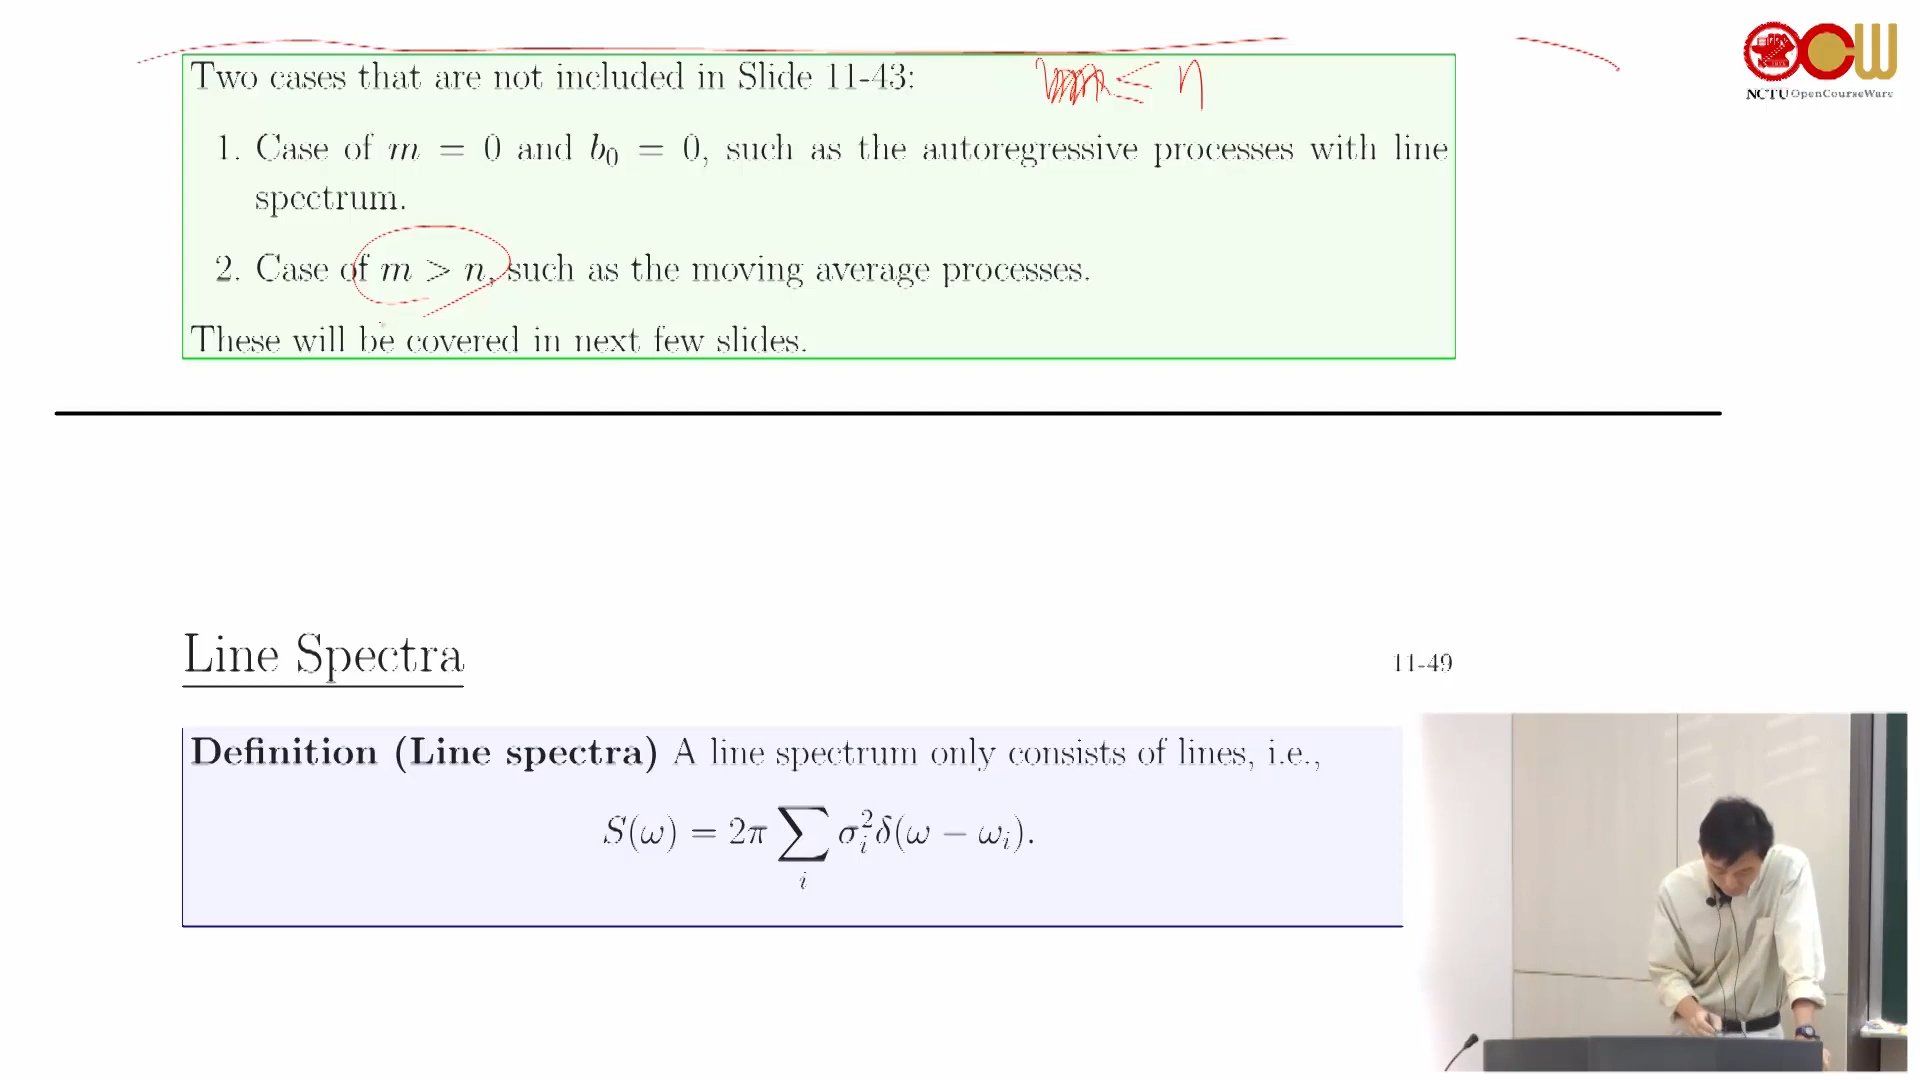 Two cases that are not included in Slide 11-43:
≤ n
1. Case of m = 0 and b₀ = 0, such as the autoregressive processes with line
spectrum.
2. Case of m > n, such as the moving average processes.
These will be covered in next few slides.
Line Spectra
11-49
Definition (Line spectra) A line spectrum only consists of lines, i.e.,
S(ω) = 2π ∑ᵢ σᵢ²δ(ω − ωᵢ).
OCW
NCTU OpenCourseWare